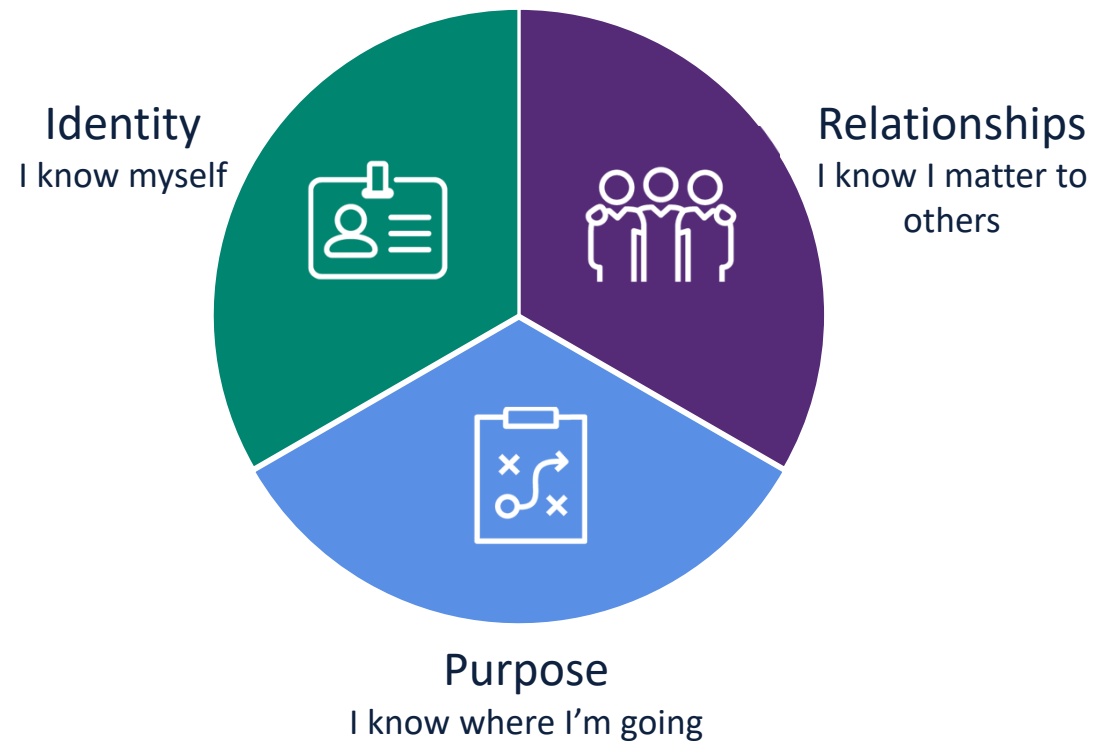 Identity
I know myself
Relationships
I know I matter to
others
Purpose
I know where I’m going